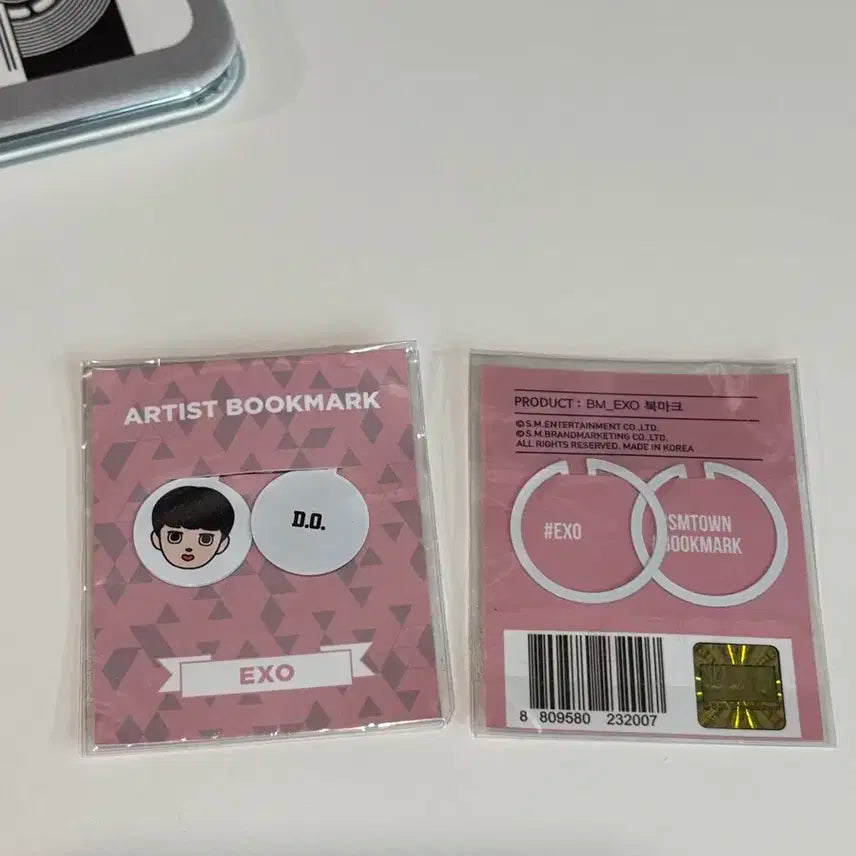 ARTIST BOOKMARK
D.O.
EXO
PRODUCT : BM_EXO 북마크
©S.M.ENTERTAINMENT CO.,LTD.
©S.M.BRANDMARKETING CO.,LTD.
ALL RIGHTS RESERVED. MADE IN KOREA
#EXO
SMTOWN
BOOKMARK
8 809580 232007